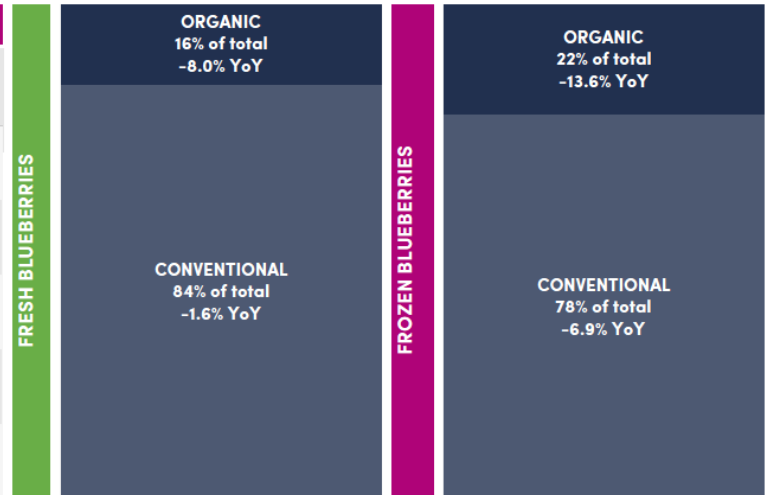 FRESH BLUEBERRIES
ORGANIC
16% of total
-8.0% YoY
CONVENTIONAL
84% of total
-1.6% YoY
FROZEN BLUEBERRIES
ORGANIC
22% of total
-13.6% YoY
CONVENTIONAL
78% of total
-6.9% YoY